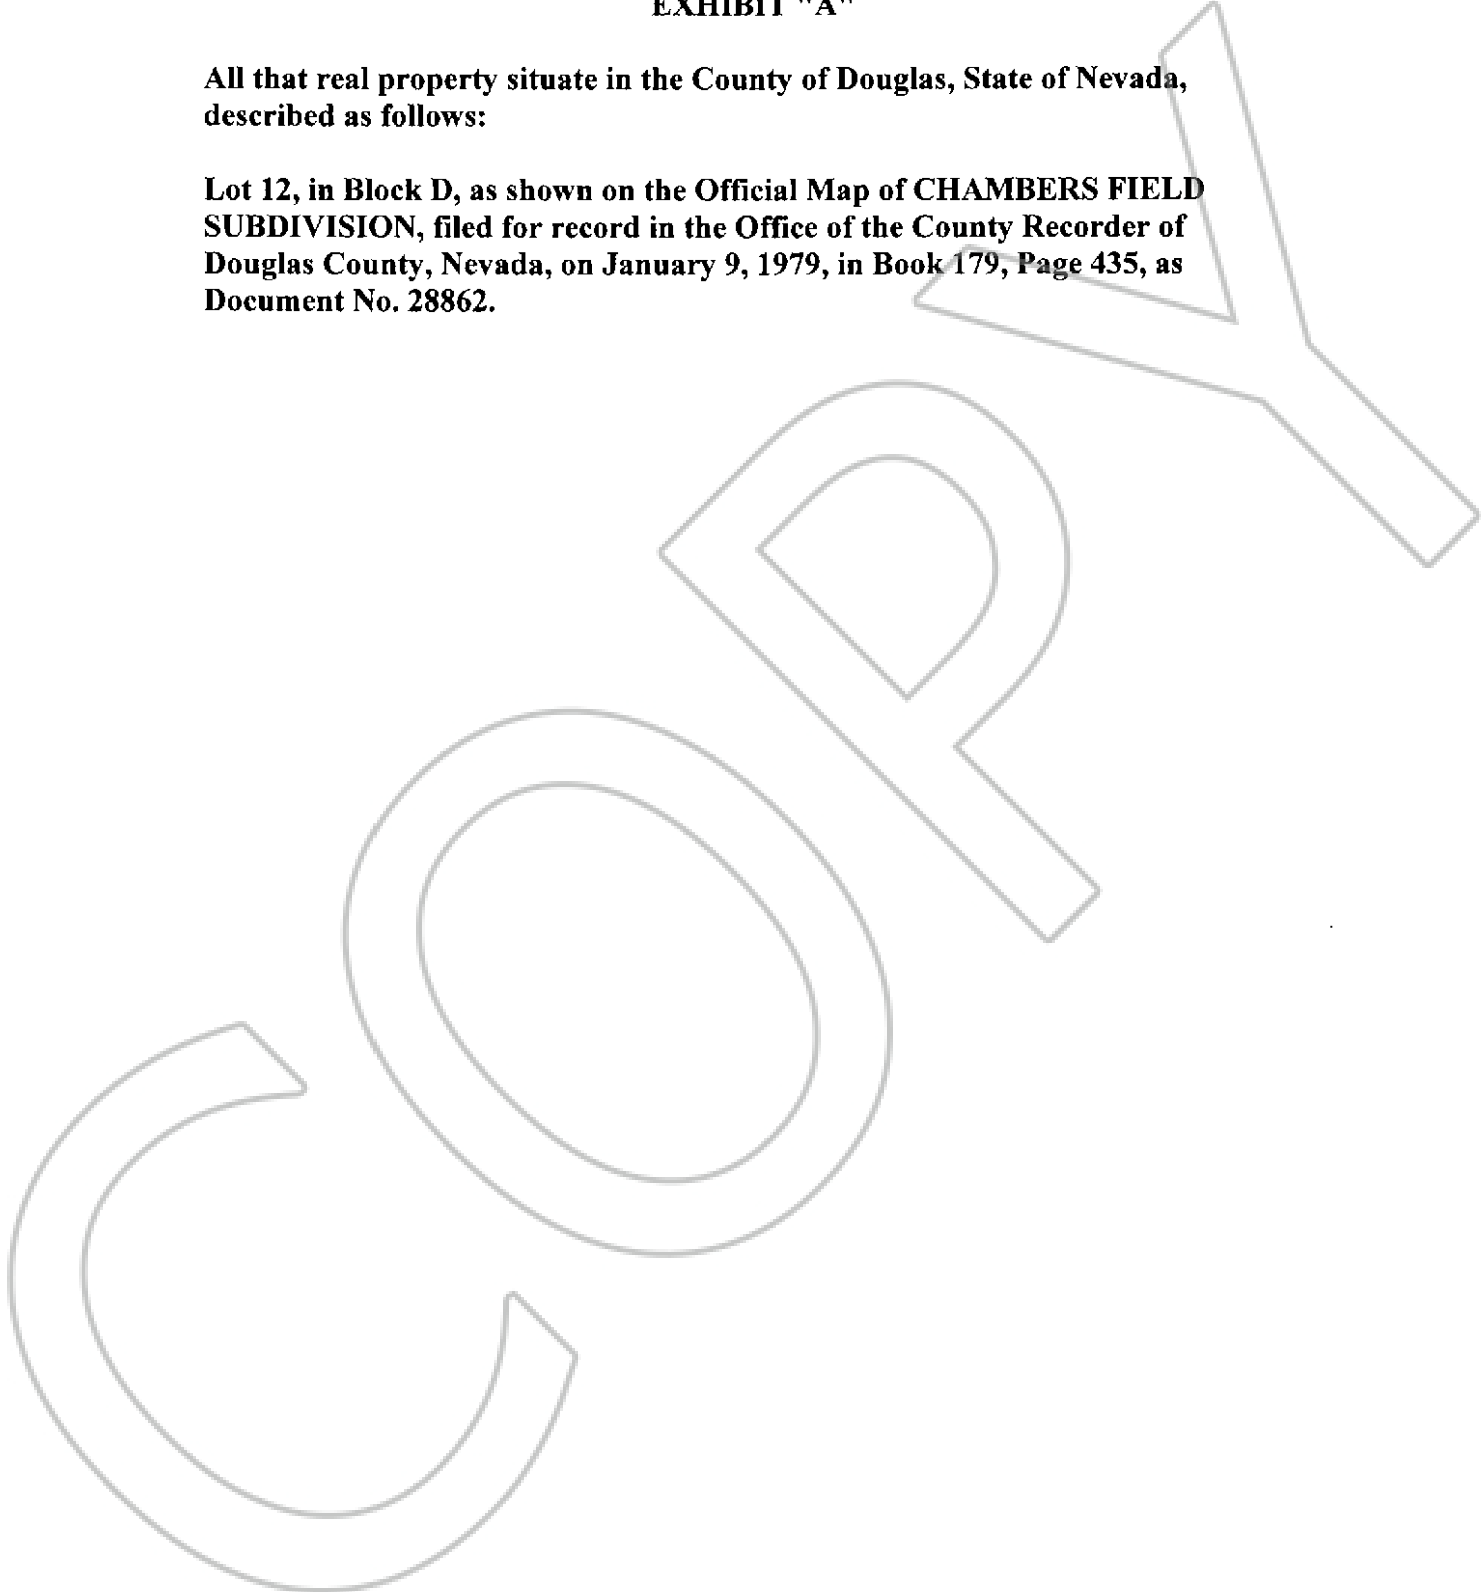 EXHIBIT "A"
All that real property situate in the County of Douglas, State of Nevada,
described as follows:
Lot 12, in Block D, as shown on the Official Map of CHAMBERS FIELD
SUBDIVISION, filed for record in the Office of the County Recorder of
Douglas County, Nevada, on January 9, 1979, in Book 179, Page 435, as
Document No. 28862.
COPY